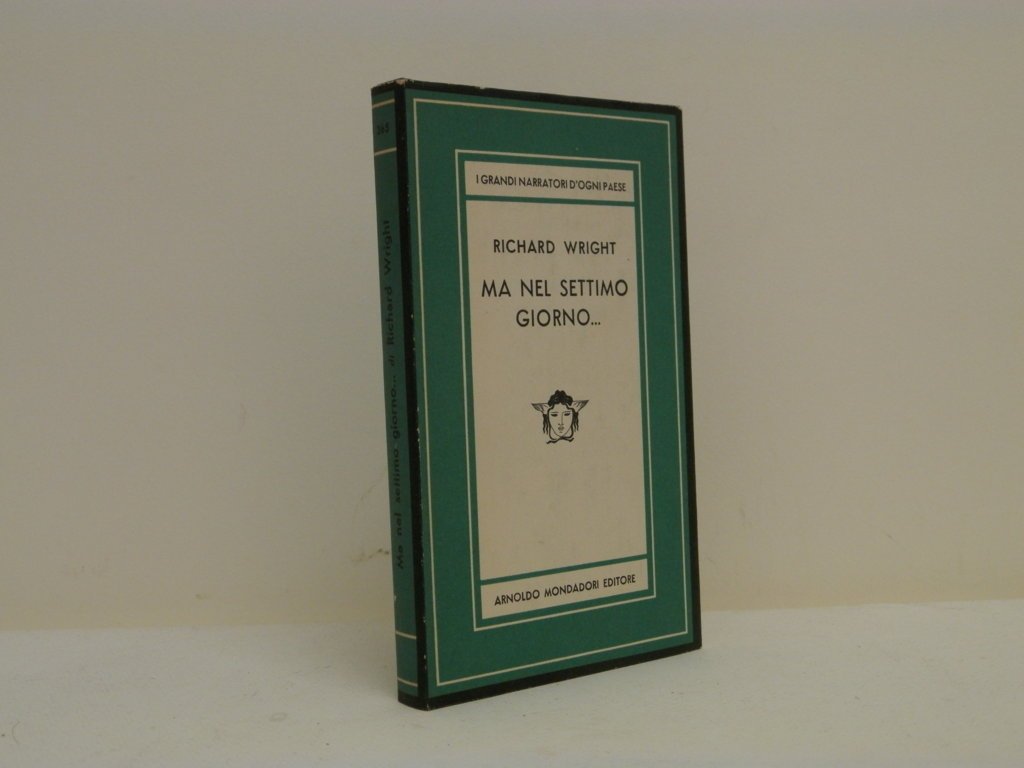 I GRANDI NARRATORI D'OGNI PAESE
RICHARD WRIGHT
MA NEL SETTIMO
GIORNO...
ARNOLDO MONDADORI EDITORE
365
Ma nel settimo giorno... di Richard Wright